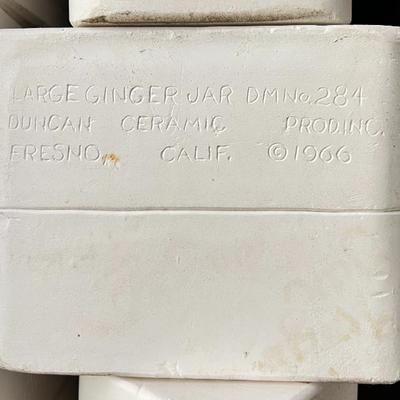 LARGE GINGER JAR DM No. 284
DUNCAN CERAMIC PROD. INC.
FRESNO, CALIF. ©1966